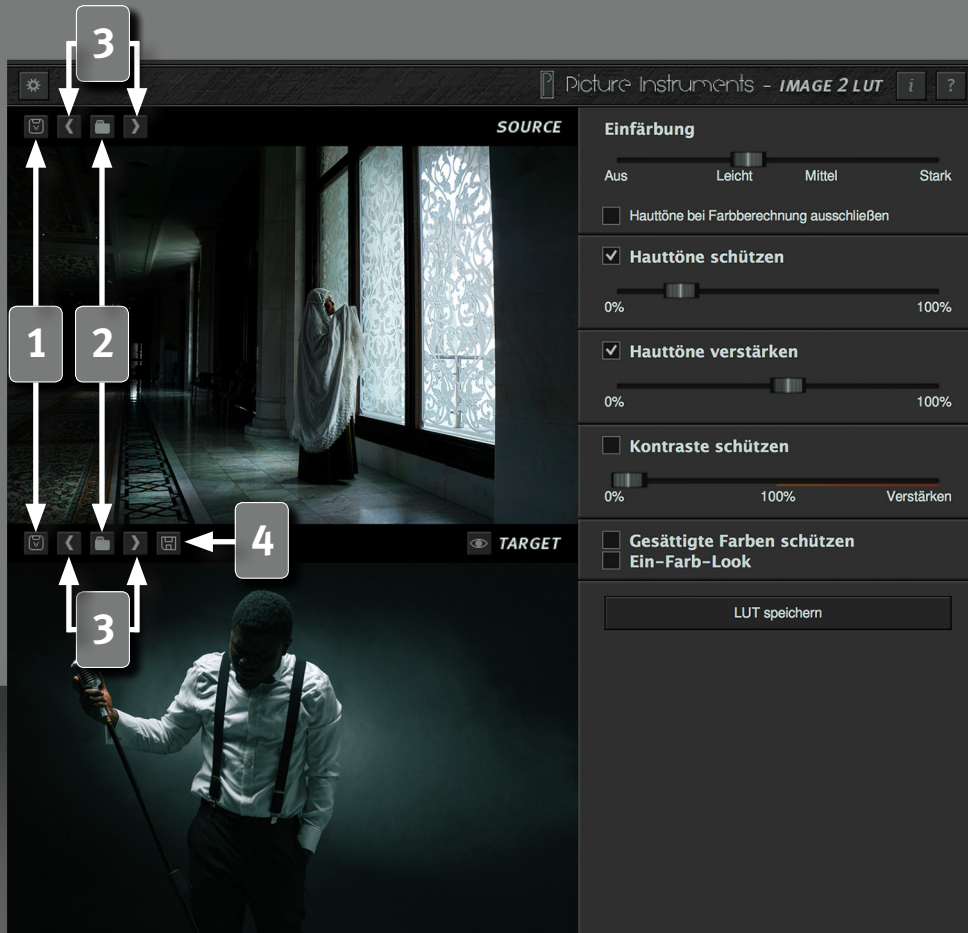 3
Picture Instruments - IMAGE 2 LUT i ?
SOURCE
Einfärbung
Aus Leicht Mittel Stark
Hauttöne bei Farbberechnung ausschließen
Hauttöne schützen
0% 100%
1 2
Hauttöne verstärken
0% 100%
Kontraste schützen
0% 100% Verstärken
4
TARGET
Gesättigte Farben schützen
Ein-Farb-Look
3
LUT speichern